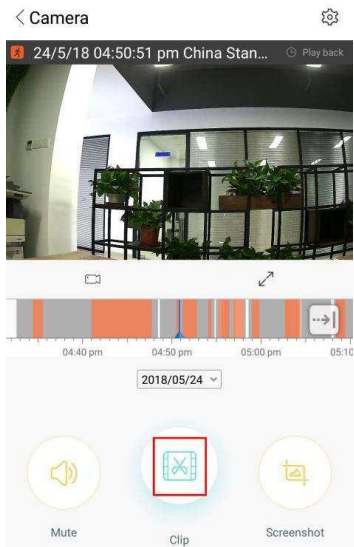 Camera
24/5/18 04:50:51 pm China Stan...
Play back
04:40 pm 04:50 pm 05:00 pm 05:10
2018/05/24
Mute
Clip
Screenshot